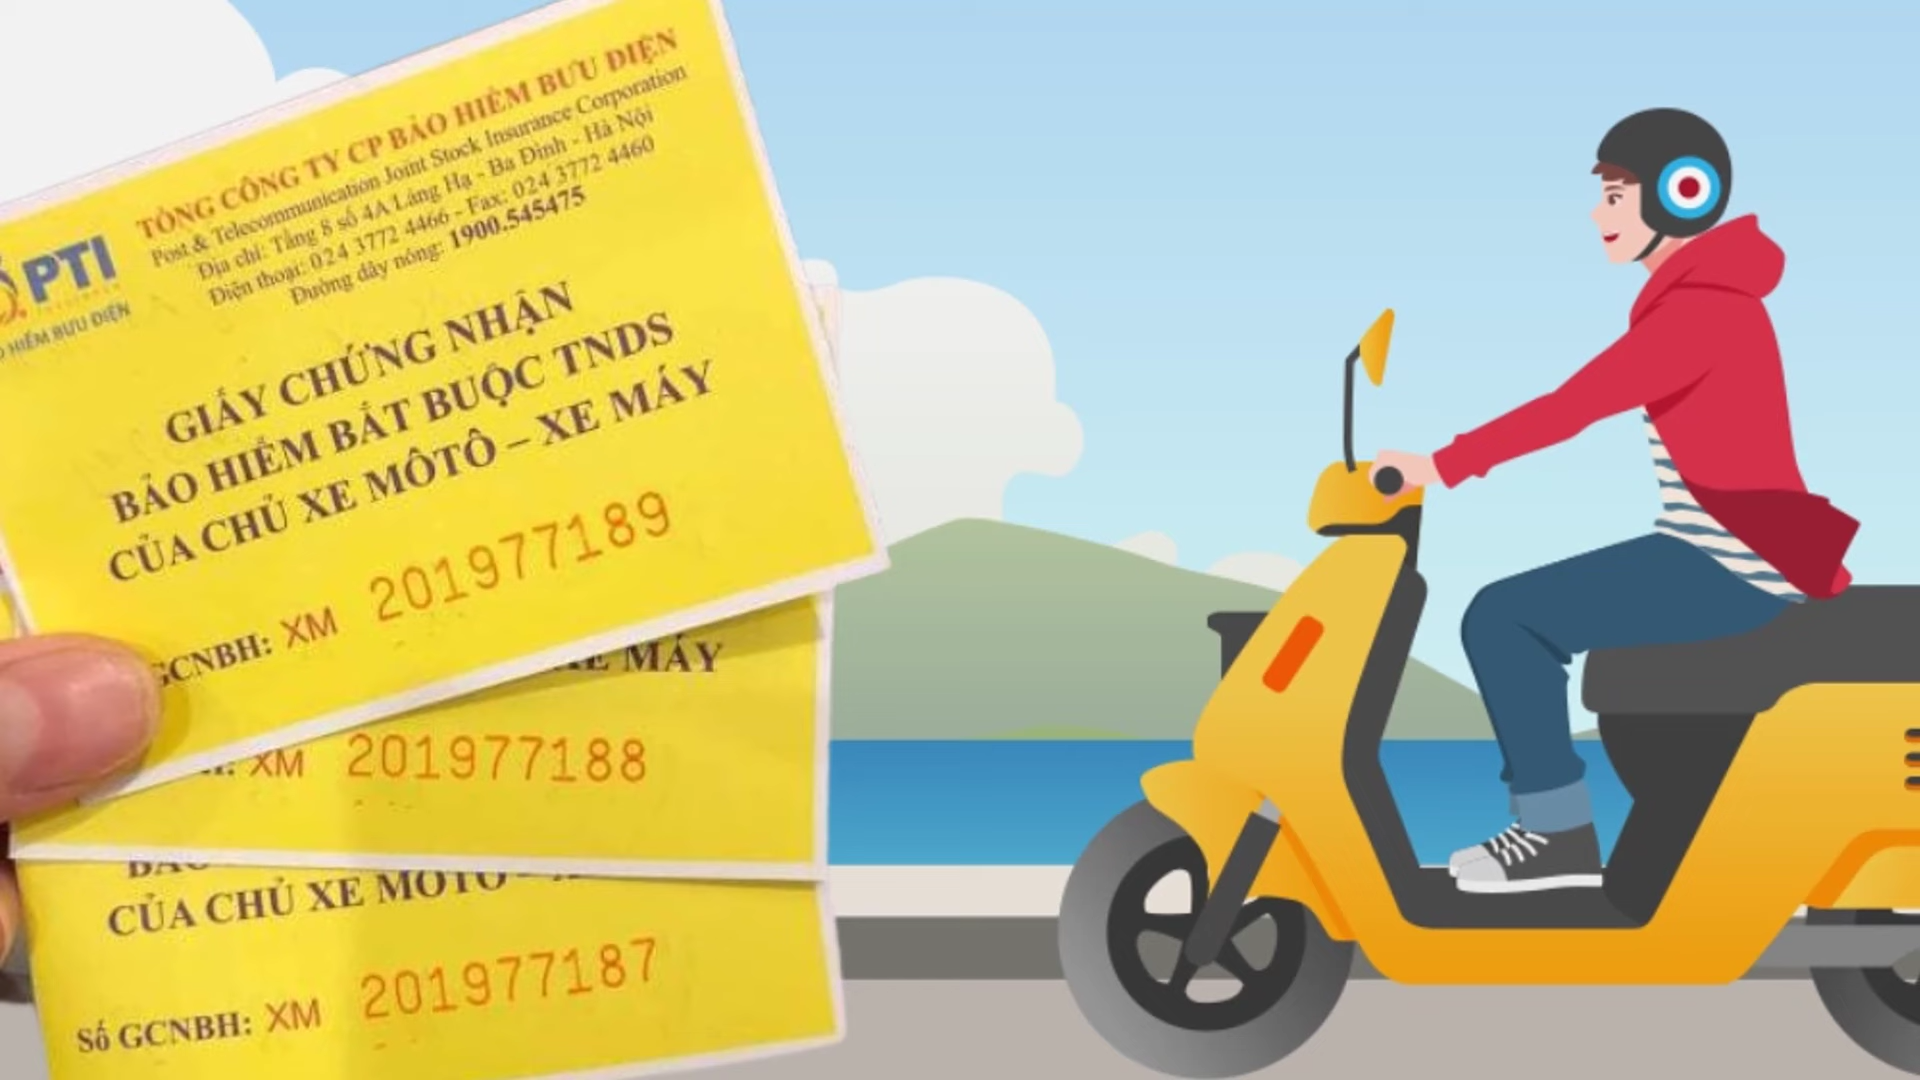 TỔNG CÔNG TY CP BẢO HIỂM BƯU ĐIỆN
Post & Telecommunication Joint Stock Insurance Corporation
Địa chỉ: Tầng 8 số 4A Láng Hạ - Ba Đình - Hà Nội
Điện thoại: 024 3772 4466 - Fax: 024 3772 4460
Đường dây nóng: 1900.545475
PTI
HIỂM BƯU ĐIỆN
GIẤY CHỨNG NHẬN
BẢO HIỂM BẮT BUỘC TNDS
CỦA CHỦ XE MÔTÔ – XE MÁY
GCNBH: XM 201977189
XE MÁY
XM 201977188
CỦA CHỦ XE MÔTÔ –
Số GCNBH: XM 201977187